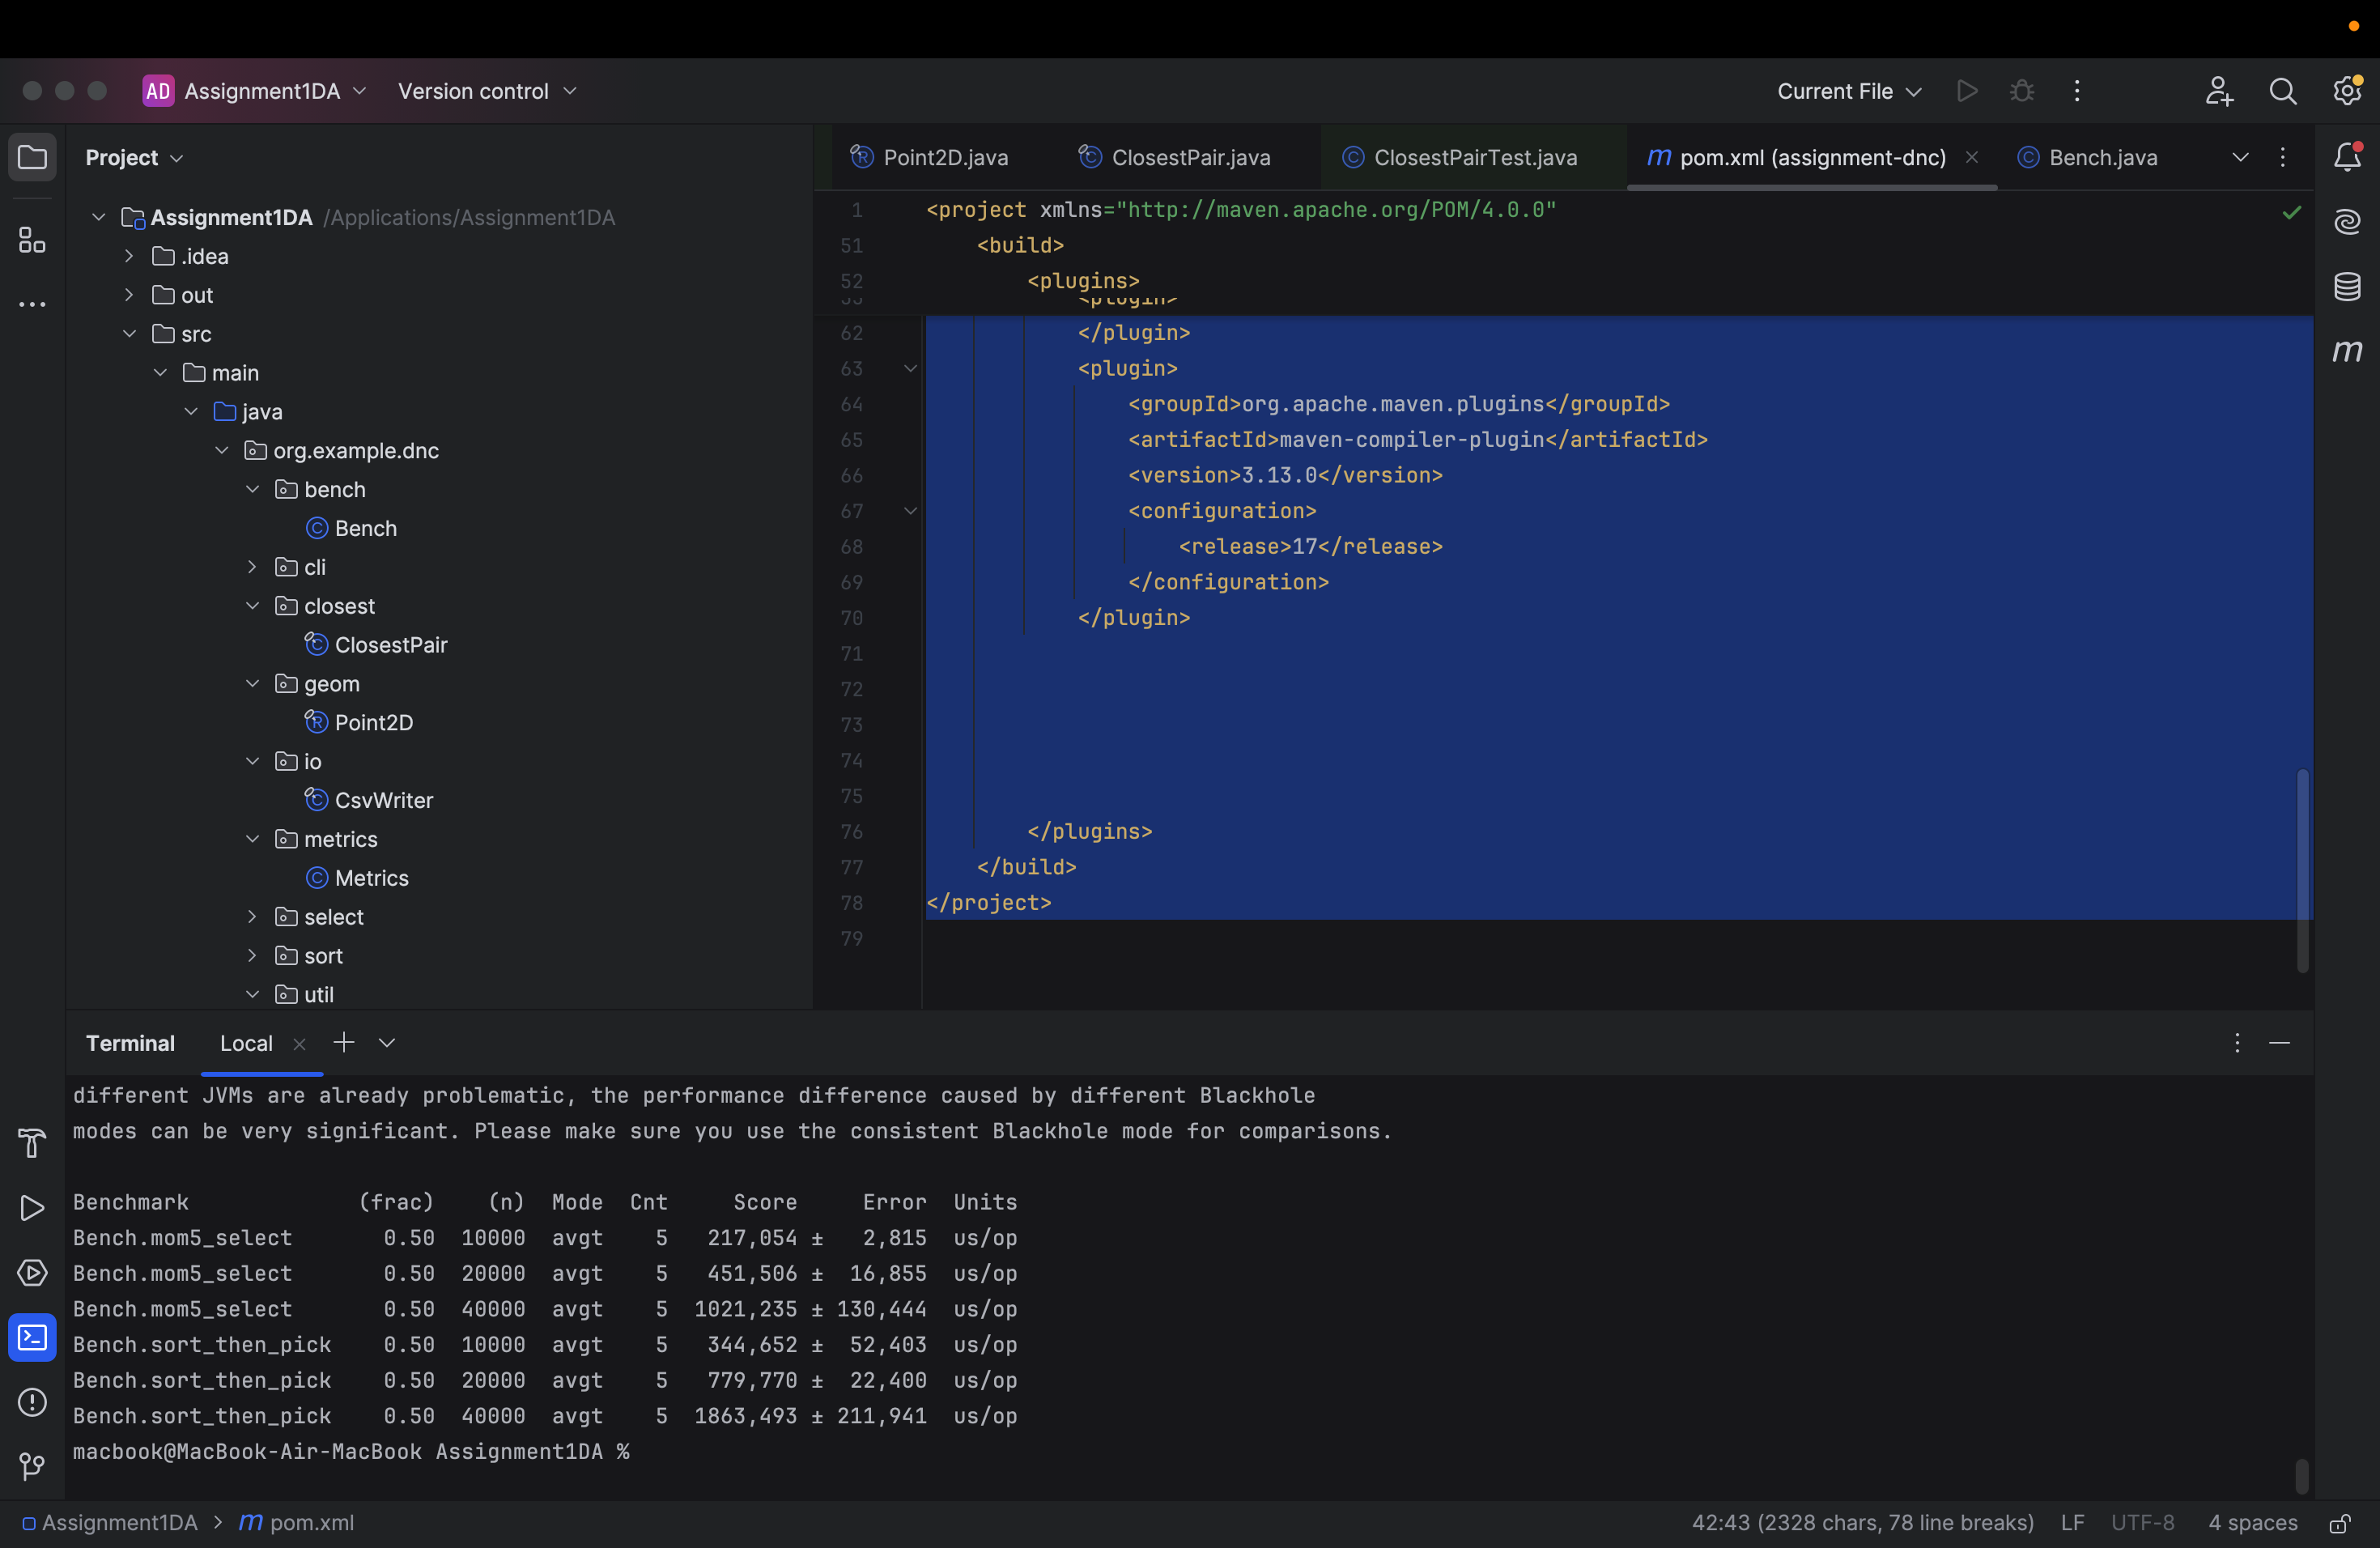 AD Assignment1DA Version control Current File
Project
Point2D.java ClosestPair.java ClosestPairTest.java m pom.xml (assignment-dnc) Bench.java
Assignment1DA /Applications/Assignment1DA
.idea
out
src
main
java
org.example.dnc
bench
Bench
cli
closest
ClosestPair
geom
Point2D
io
CsvWriter
metrics
Metrics
select
sort
util
1 <project xmlns="http://maven.apache.org/POM/4.0.0"
51 <build>
52 <plugins>
53 <plugin>
62 </plugin>
63 <plugin>
64 <groupId>org.apache.maven.plugins</groupId>
65 <artifactId>maven-compiler-plugin</artifactId>
66 <version>3.13.0</version>
67 <configuration>
68 <release>17</release>
69 </configuration>
70 </plugin>
71
72
73
74
75
76 </plugins>
77 </build>
78 </project>
79
Terminal Local
different JVMs are already problematic, the performance difference caused by different Blackhole
modes can be very significant. Please make sure you use the consistent Blackhole mode for comparisons.
Benchmark (frac) (n) Mode Cnt Score Error Units
Bench.mom5_select 0.50 10000 avgt 5 217,054 ± 2,815 us/op
Bench.mom5_select 0.50 20000 avgt 5 451,506 ± 16,855 us/op
Bench.mom5_select 0.50 40000 avgt 5 1021,235 ± 130,444 us/op
Bench.sort_then_pick 0.50 10000 avgt 5 344,652 ± 52,403 us/op
Bench.sort_then_pick 0.50 20000 avgt 5 779,770 ± 22,400 us/op
Bench.sort_then_pick 0.50 40000 avgt 5 1863,493 ± 211,941 us/op
macbook@MacBook-Air-MacBook Assignment1DA %
Assignment1DA > m pom.xml 42:43 (2328 chars, 78 line breaks) LF UTF-8 4 spaces